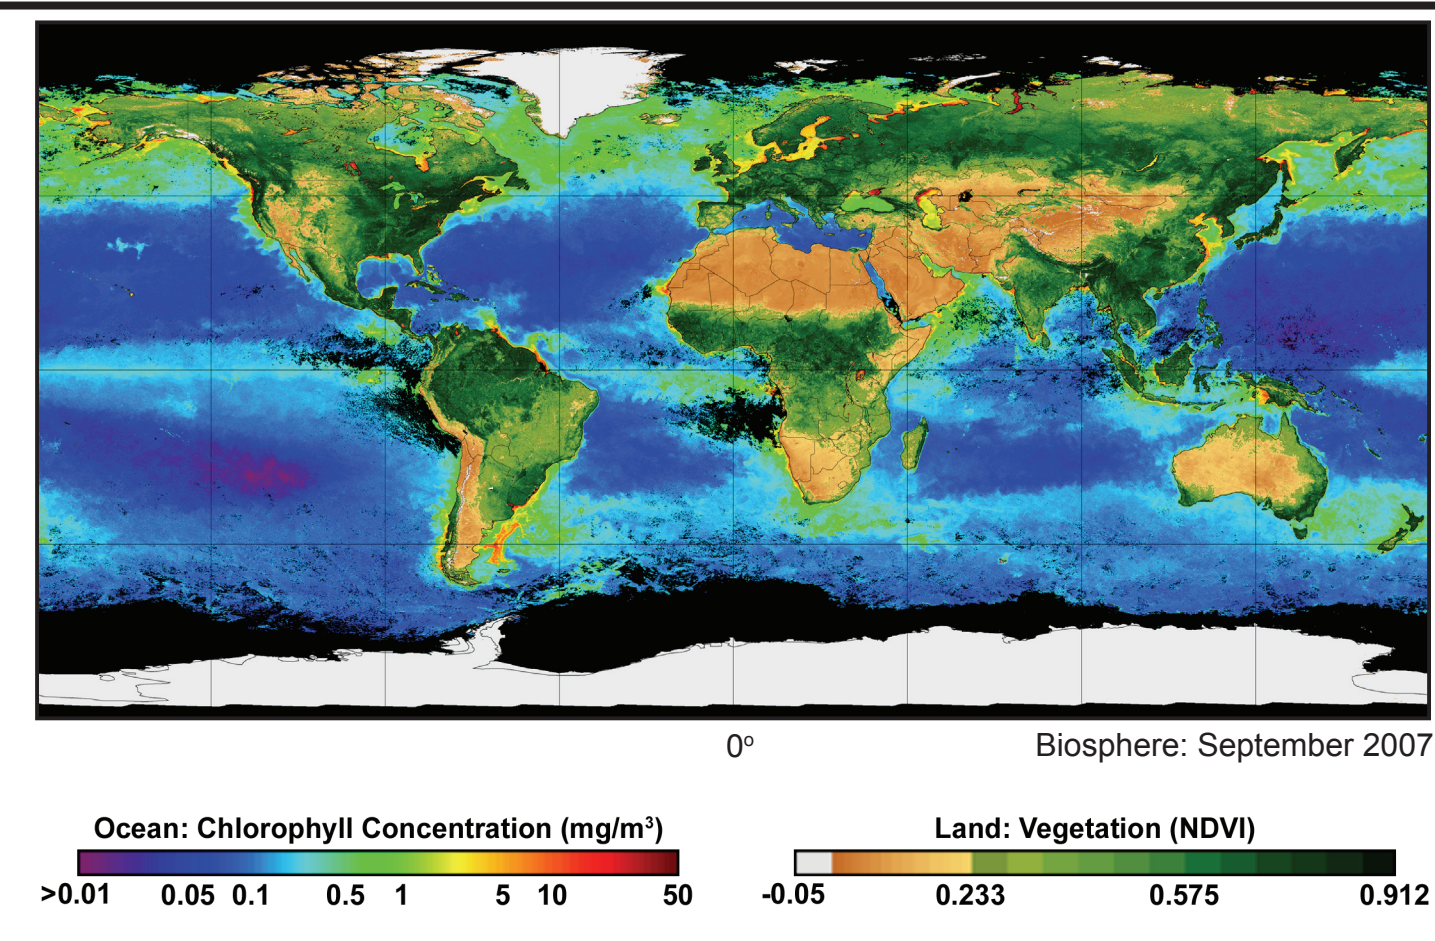 0º
Biosphere: September 2007
Ocean: Chlorophyll Concentration (mg/m³)
>0.01 0.05 0.1 0.5 1 5 10 50
Land: Vegetation (NDVI)
-0.05 0.233 0.575 0.912